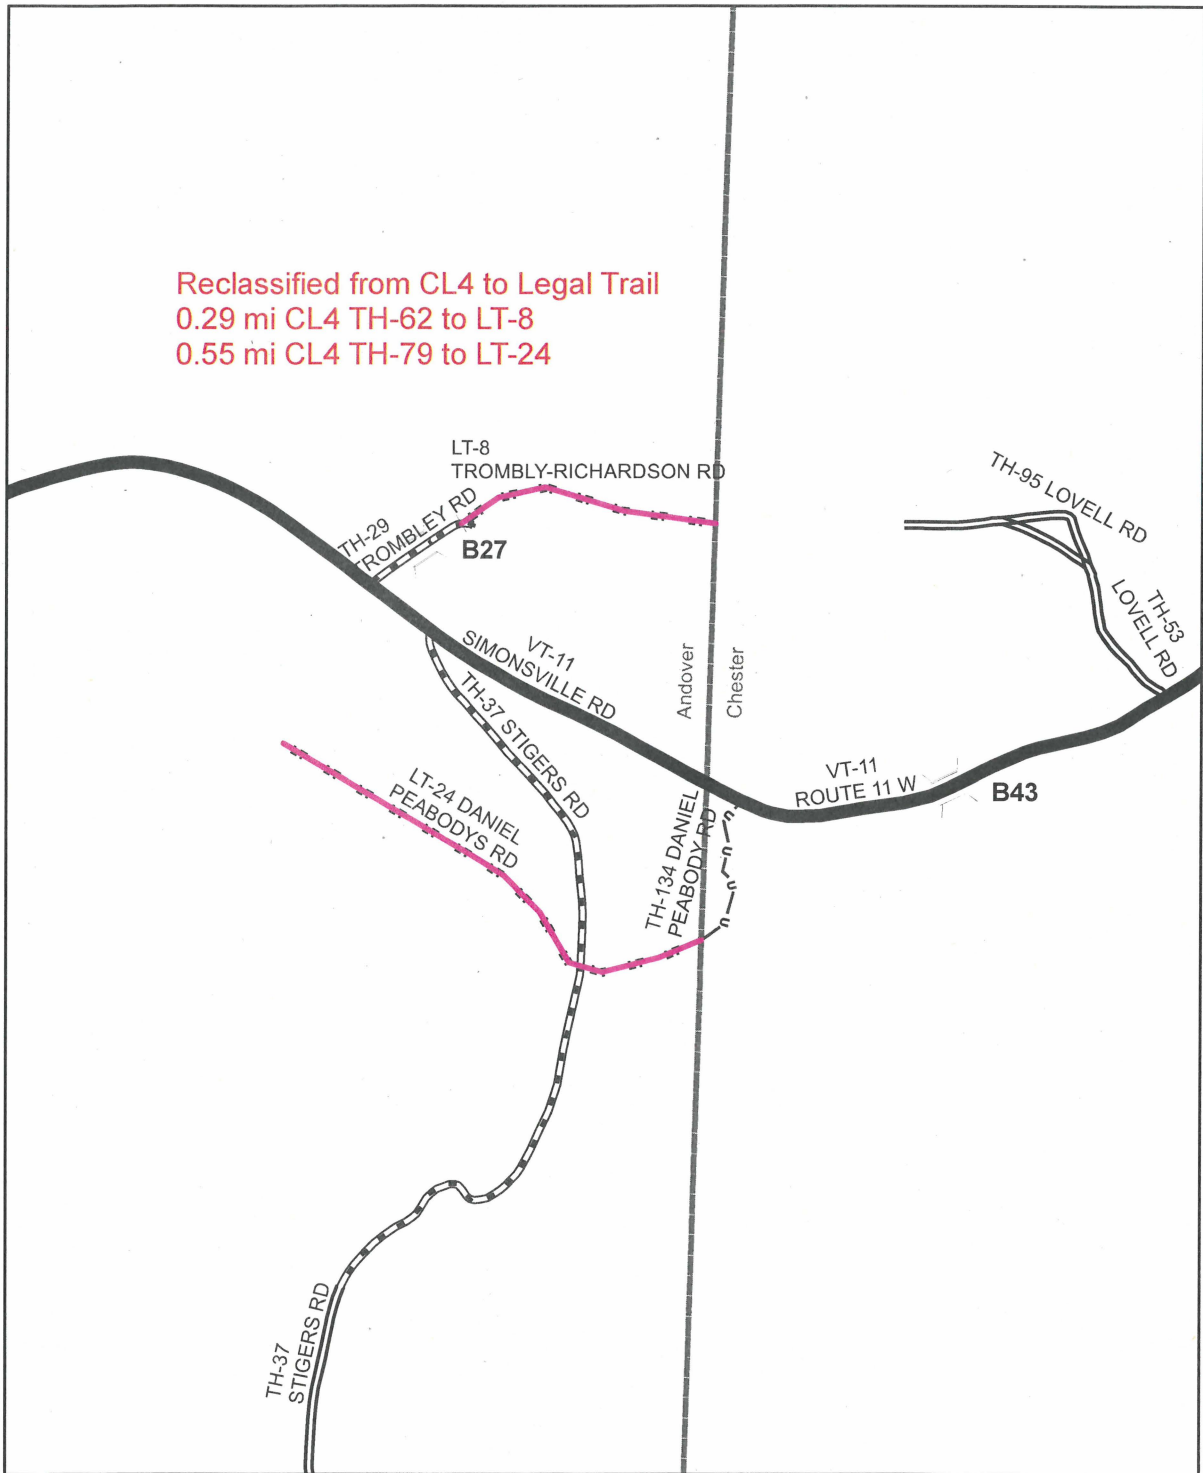 Reclassified from CL4 to Legal Trail
0.29 mi CL4 TH-62 to LT-8
0.55 mi CL4 TH-79 to LT-24
LT-8
TROMBLY-RICHARDSON RD
TH-29
TROMBLEY RD
B27
TH-95 LOVELL RD
TH-53
LOVELL RD
VT-11
SIMONSVILLE RD
Andover
Chester
TH-37 STIGERS RD
LT-24 DANIEL
PEABODYS RD
VT-11
ROUTE 11 W
B43
TH-134 DANIEL
PEABODY RD
TH-37
STIGERS RD